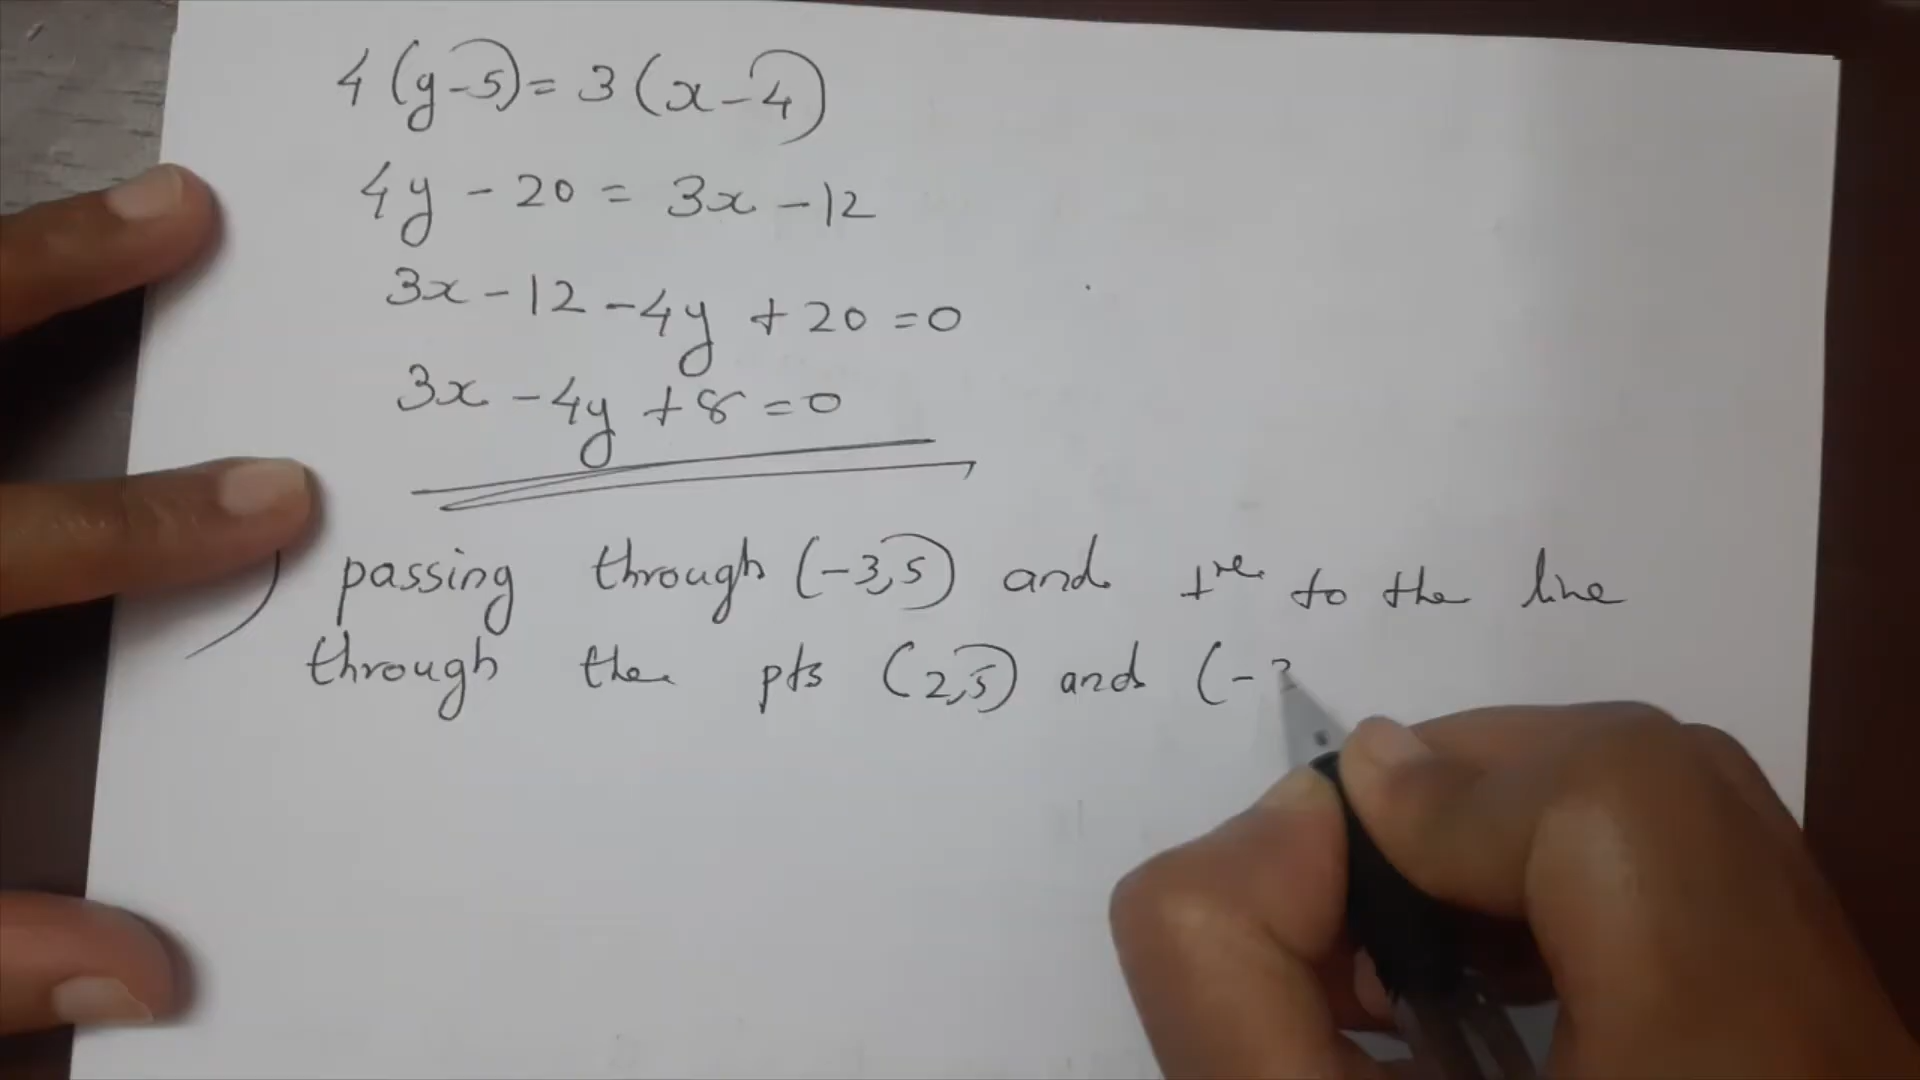 4(y-5)=3(x-4)
4y-20=3x-12
3x-12-4y+20=0
3x-4y+8=0
passing through (-3,5) and ⊥re to the line
through the pts (2,5) and (-